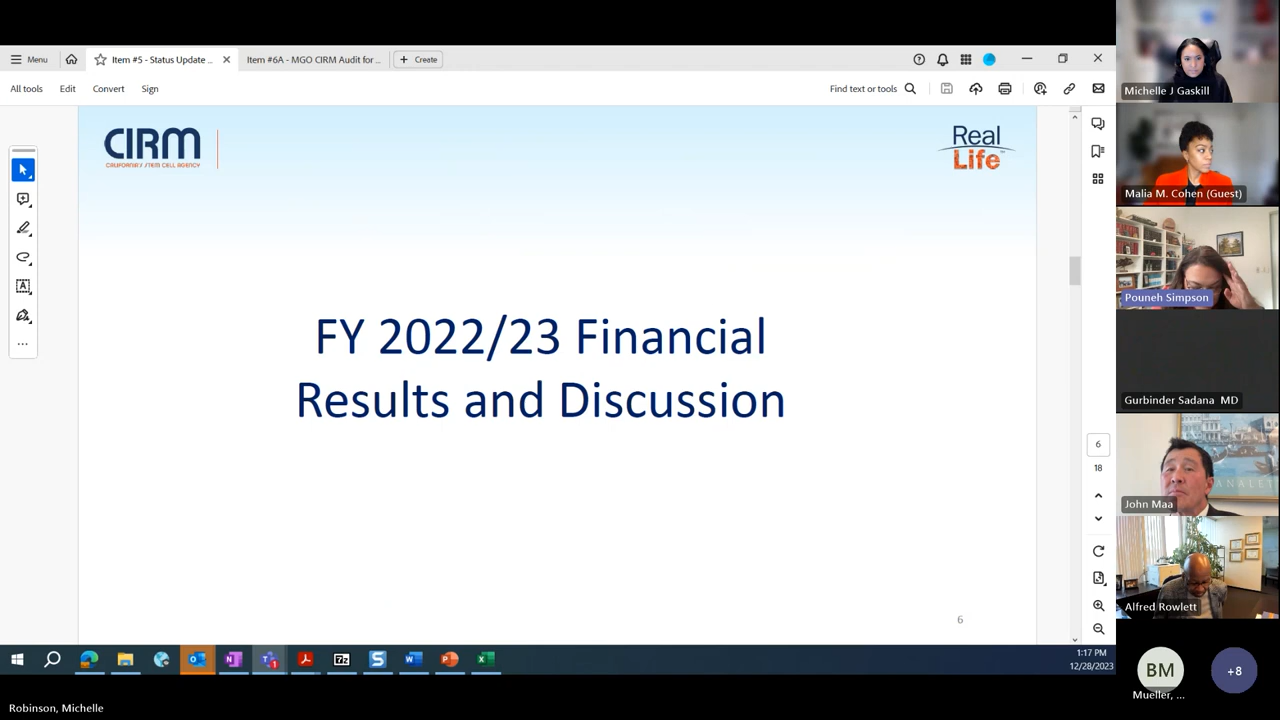 Menu
Item #5 - Status Update ...
Item #6A - MGO CIRM Audit for ...
+ Create
All tools
Edit
Convert
Sign
Find text or tools
CIRM
CALIFORNIA'S STEM CELL AGENCY
Real
Life
FY 2022/23 Financial
Results and Discussion
6
6
18
1:17 PM
12/28/2023
Michelle J Gaskill
Malia M. Cohen (Guest)
Pouneh Simpson
Gurbinder Sadana MD
John Maa
ANALET
Alfred Rowlett
BM
Mueller, ...
+8
Robinson, Michelle